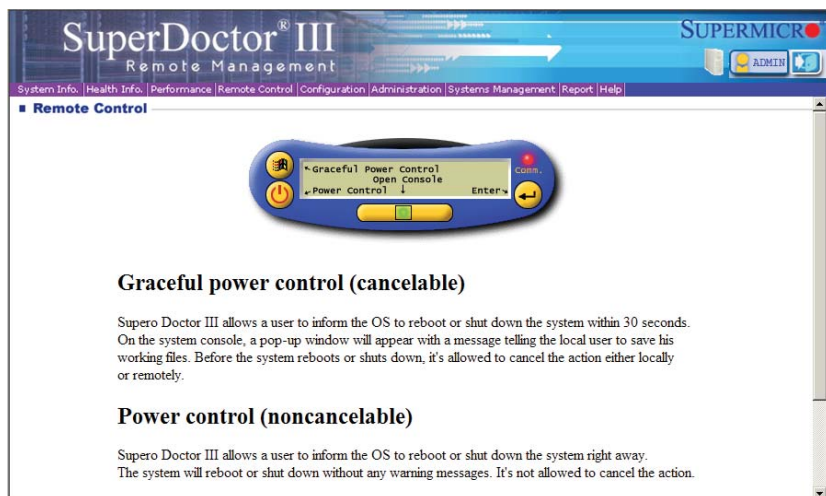 SuperDoctor® III
Remote Management
SUPERMICRO®
ADMIN
System Info. |Health Info. |Performance |Remote Control |Configuration |Administration |Systems Management |Report |Help|
Remote Control
Graceful Power Control
Open Console
Power Control ↓ Enter
Comm.
Graceful power control (cancelable)
Supero Doctor III allows a user to inform the OS to reboot or shut down the system within 30 seconds.
On the system console, a pop-up window will appear with a message telling the local user to save his
working files. Before the system reboots or shuts down, it's allowed to cancel the action either locally
or remotely.
Power control (noncancelable)
Supero Doctor III allows a user to inform the OS to reboot or shut down the system right away.
The system will reboot or shut down without any warning messages. It's not allowed to cancel the action.